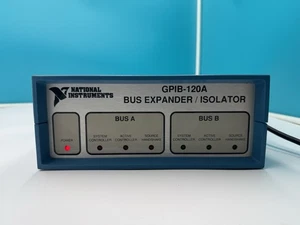 NATIONAL
INSTRUMENTS
GPIB-120A
BUS EXPANDER / ISOLATOR
BUS A
BUS B
POWER
SYSTEM
CONTROLLER
ACTIVE
CONTROLLER
SOURCE
HANDSHAKE
SYSTEM
CONTROLLER
ACTIVE
CONTROLLER
SOURCE
HANDSHAKE